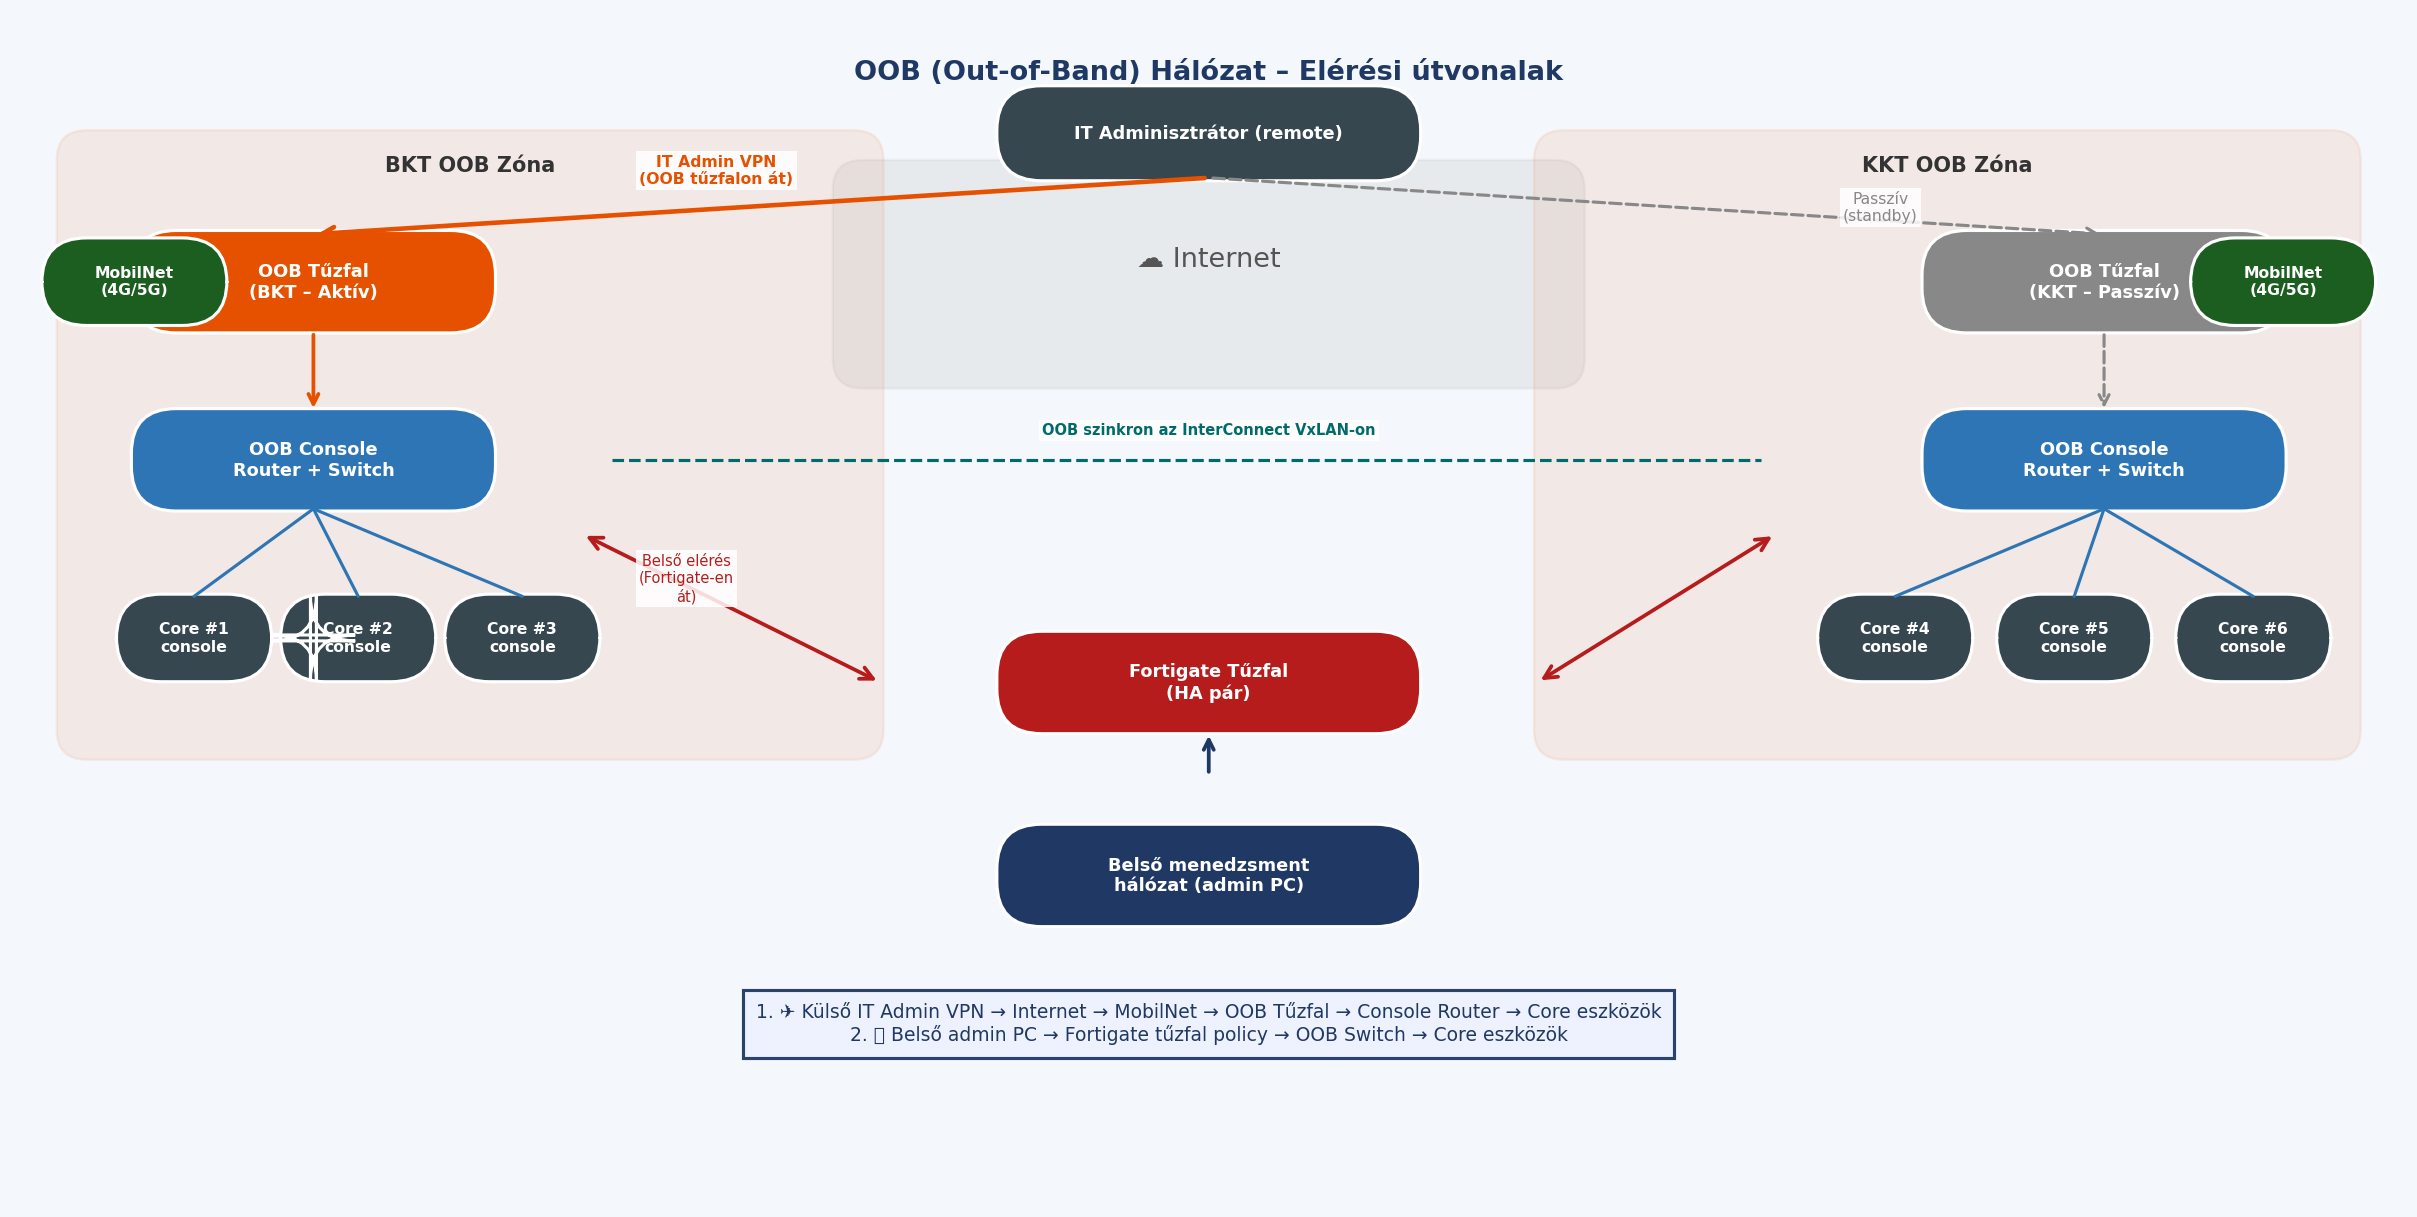 OOB (Out-of-Band) Hálózat – Elérési útvonalak
IT Adminisztrátor (remote)
BKT OOB Zóna
IT Admin VPN
(OOB tűzfalon át)
KKT OOB Zóna
Passzív
(standby)
☁ Internet
MobilNet
(4G/5G)
OOB Tűzfal
(BKT – Aktív)
OOB Tűzfal
(KKT – Passzív)
MobilNet
(4G/5G)
OOB szinkron az InterConnect VxLAN-on
OOB Console
Router + Switch
OOB Console
Router + Switch
Belső elérés
(Fortigate-en
át)
Core #1
console
Core #2
console
Core #3
console
Core #4
console
Core #5
console
Core #6
console
Fortigate Tűzfal
(HA pár)
Belső menedzsment
hálózat (admin PC)
1. ✈ Külső IT Admin VPN → Internet → MobilNet → OOB Tűzfal → Console Router → Core eszközök
2. ▯ Belső admin PC → Fortigate tűzfal policy → OOB Switch → Core eszközök